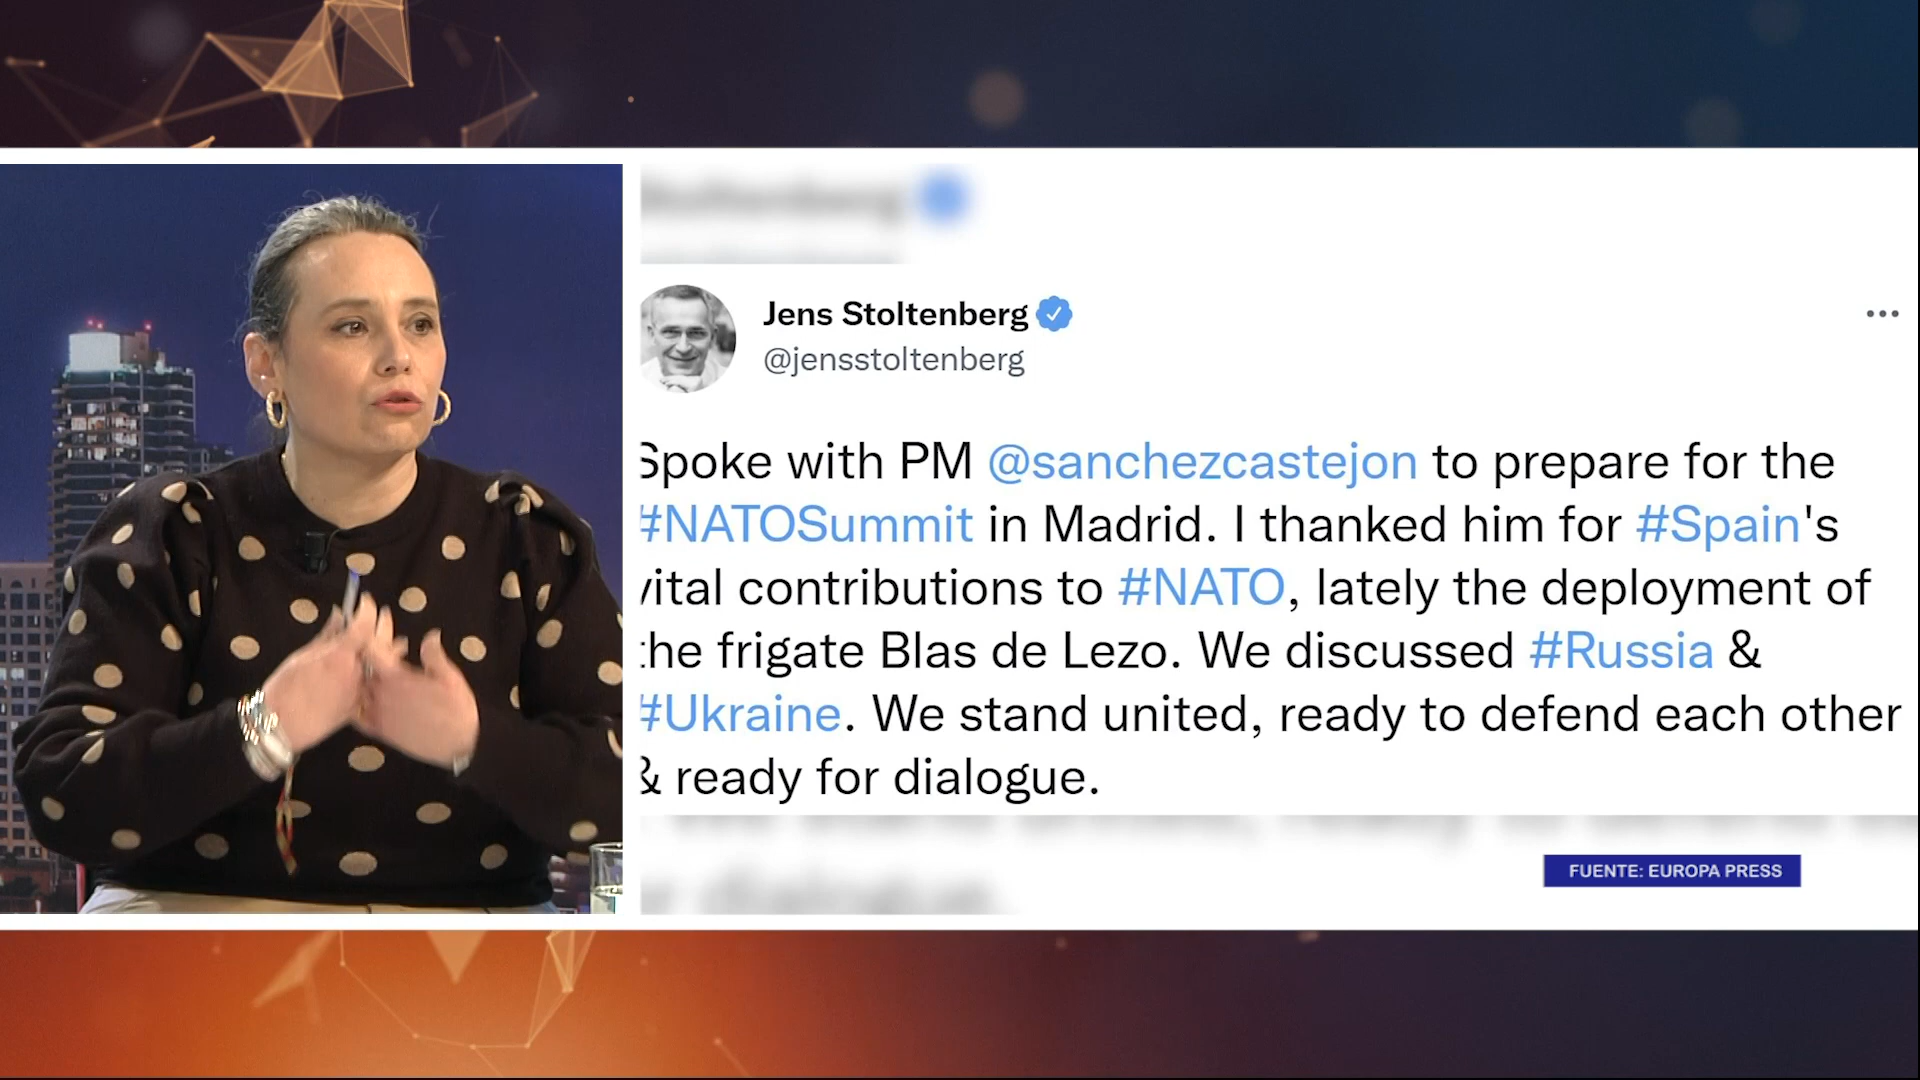 Jens Stoltenberg
@jensstoltenberg
Spoke with PM @sanchezcastejon to prepare for the
#NATOSummit in Madrid. I thanked him for #Spain's
vital contributions to #NATO, lately the deployment of
the frigate Blas de Lezo. We discussed #Russia &
#Ukraine. We stand united, ready to defend each other
& ready for dialogue.
FUENTE: EUROPA PRESS